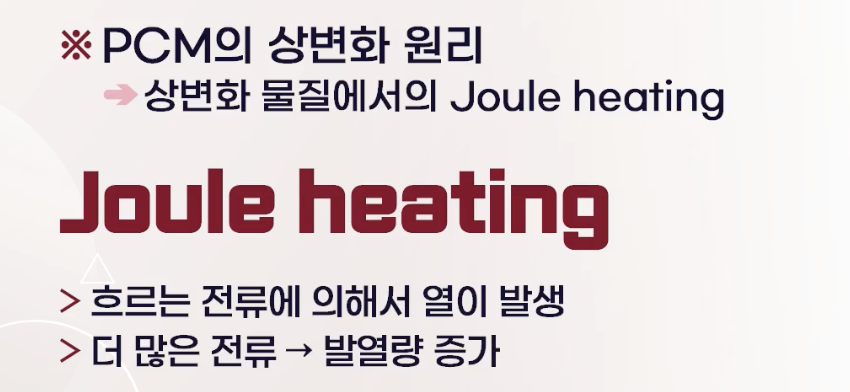 ※ PCM의 상변화 원리
➔ 상변화 물질에서의 Joule heating
Joule heating
> 흐르는 전류에 의해서 열이 발생
> 더 많은 전류 → 발열량 증가